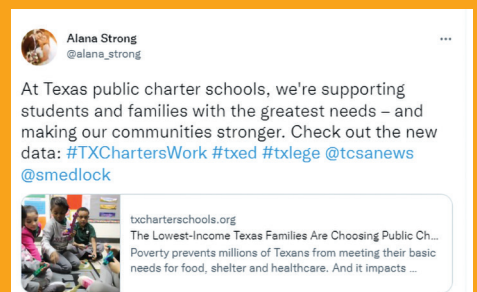 Alana Strong
@alana_strong
At Texas public charter schools, we're supporting
students and families with the greatest needs – and
making our communities stronger. Check out the new
data: #TXChartersWork #txed #txlege @tcsanews
@smedlock
txcharterschools.org
The Lowest-Income Texas Families Are Choosing Public Ch...
Poverty prevents millions of Texans from meeting their basic
needs for food, shelter and healthcare. And it impacts ...